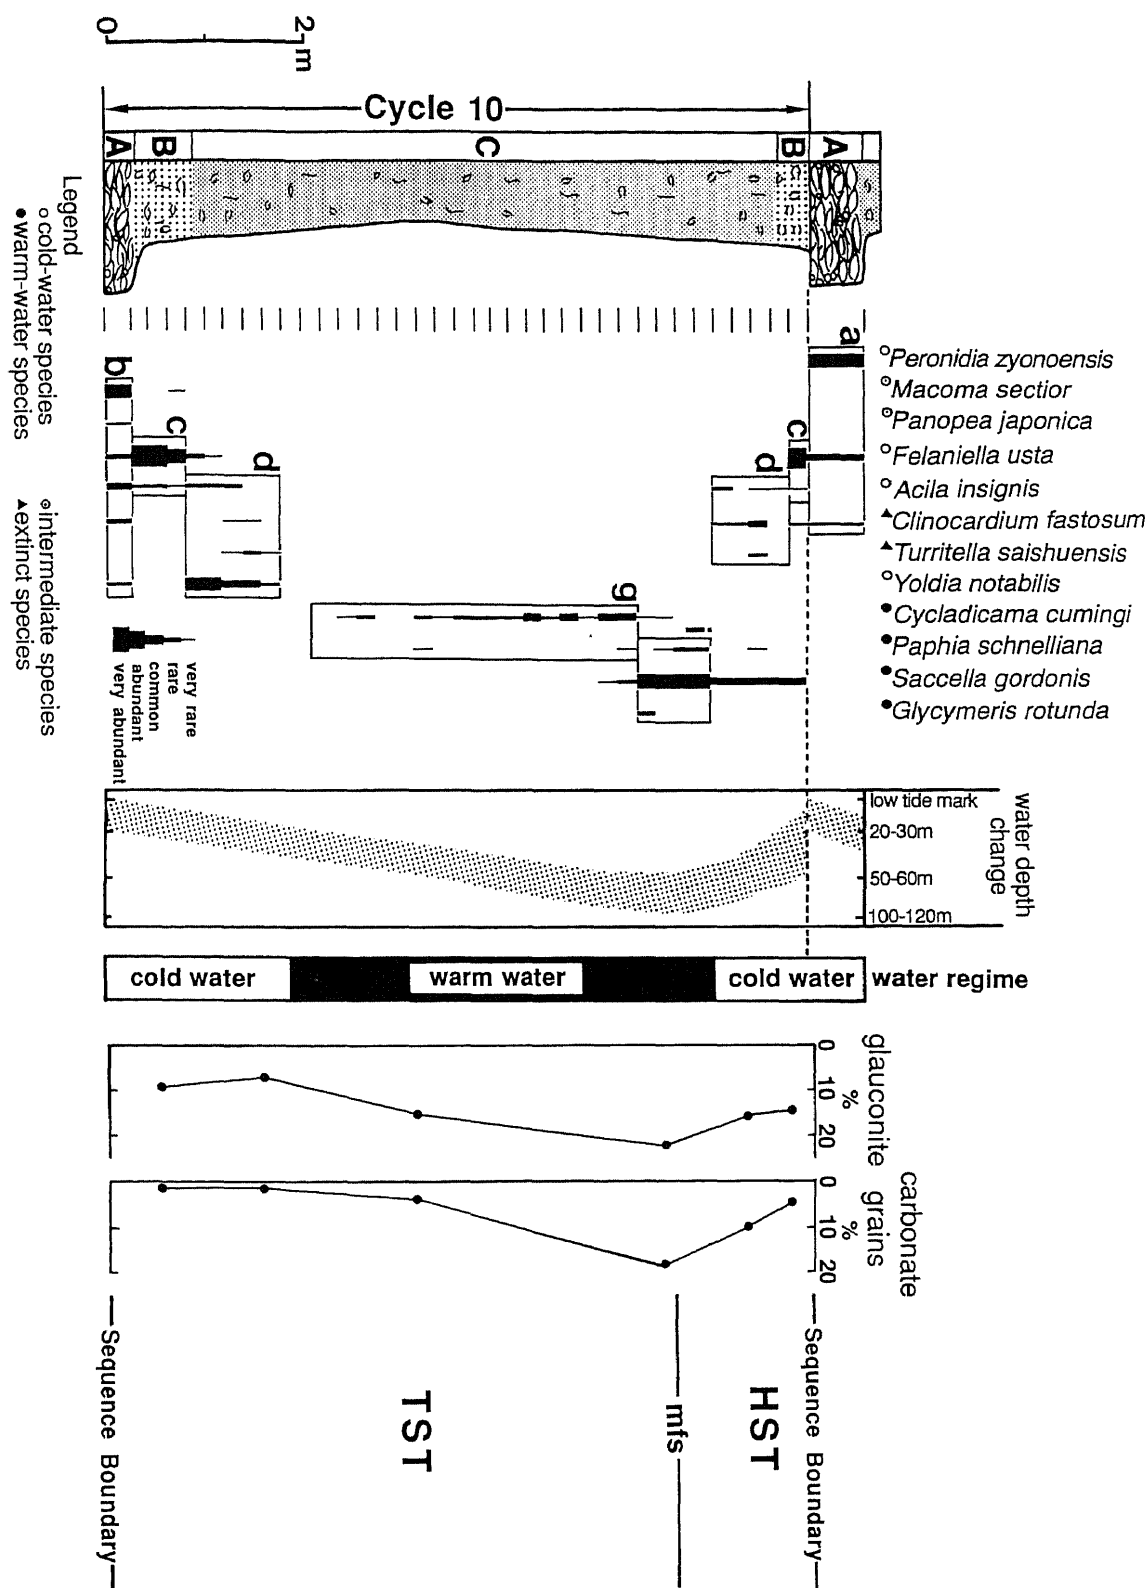 0
2
m
Cycle 10
A
B
C
B
A
Legend
○ cold-water species
● warm-water species
⊙ intermediate species
▲ extinct species
very rare
rare
common
abundant
very abundant
a
b
c
d
c
d
g
○Peronidia zyonoensis
⊙Macoma sectior
⊙Panopea japonica
○Felaniella usta
○Acila insignis
▲Clinocardium fastosum
▲Turritella saishuensis
○Yoldia notabilis
●Cycladicama cumingi
●Paphia schnelliana
●Saccella gordonis
●Glycymeris rotunda
water depth
change
low tide mark
20-30m
50-60m
100-120m
cold water
warm water
cold water
water regime
glauconite
%
0
10
20
carbonate
grains
%
0
10
20
Sequence Boundary
TST
mfs
HST
Sequence Boundary